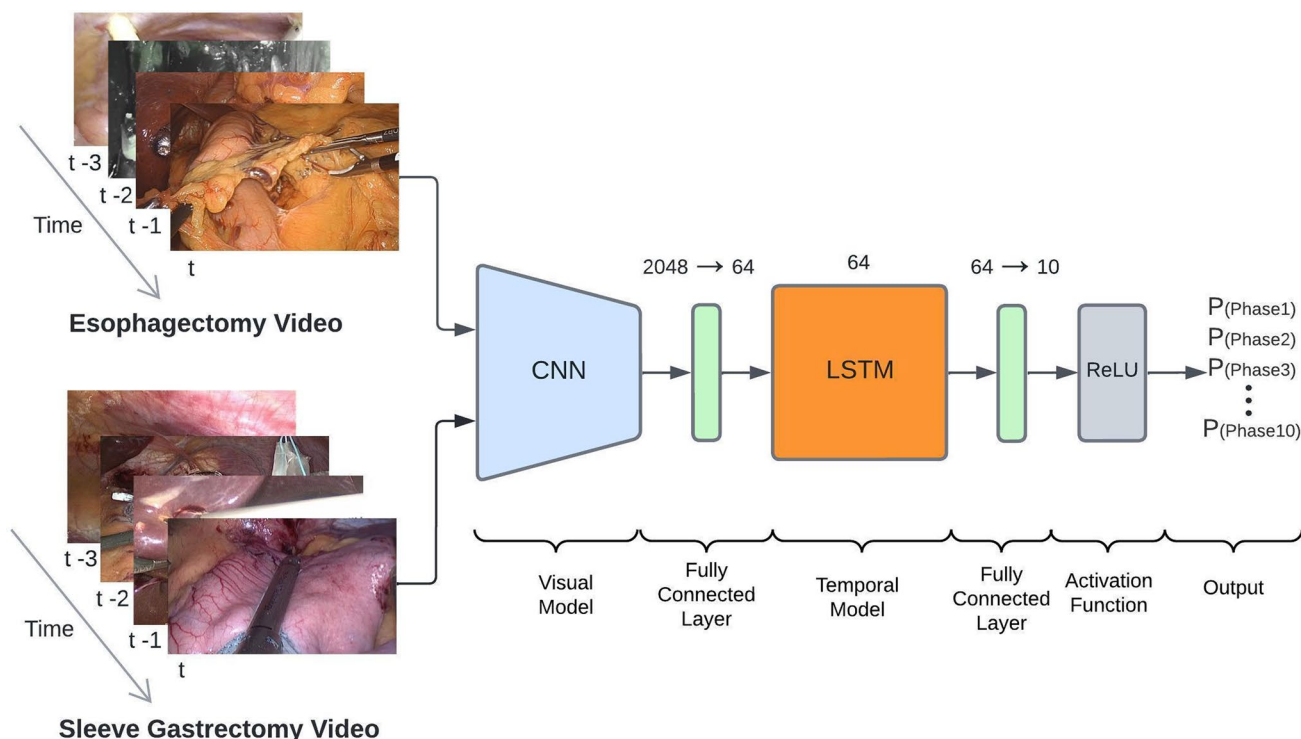 t -3
t -2
t -1
t
Time
Esophagectomy Video
t -3
t -2
t -1
t
Time
Sleeve Gastrectomy Video
CNN
2048 → 64
64
LSTM
64 → 10
ReLU
P(Phase1)
P(Phase2)
P(Phase3)
P(Phase10)
Visual
Model
Fully
Connected
Layer
Temporal
Model
Fully
Connected
Layer
Activation
Function
Output